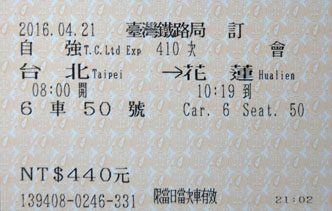 2016.04.21 臺灣鐵路局 訂
自 強 T.C.Ltd Exp 410 次 會
台 北 Taipei →花 蓮 Hualien
08:00 開 10:19 到
6 車 50 號 Car. 6 Seat. 50
NT$440元
139408-0246-331 限當日當次車有效 21:02